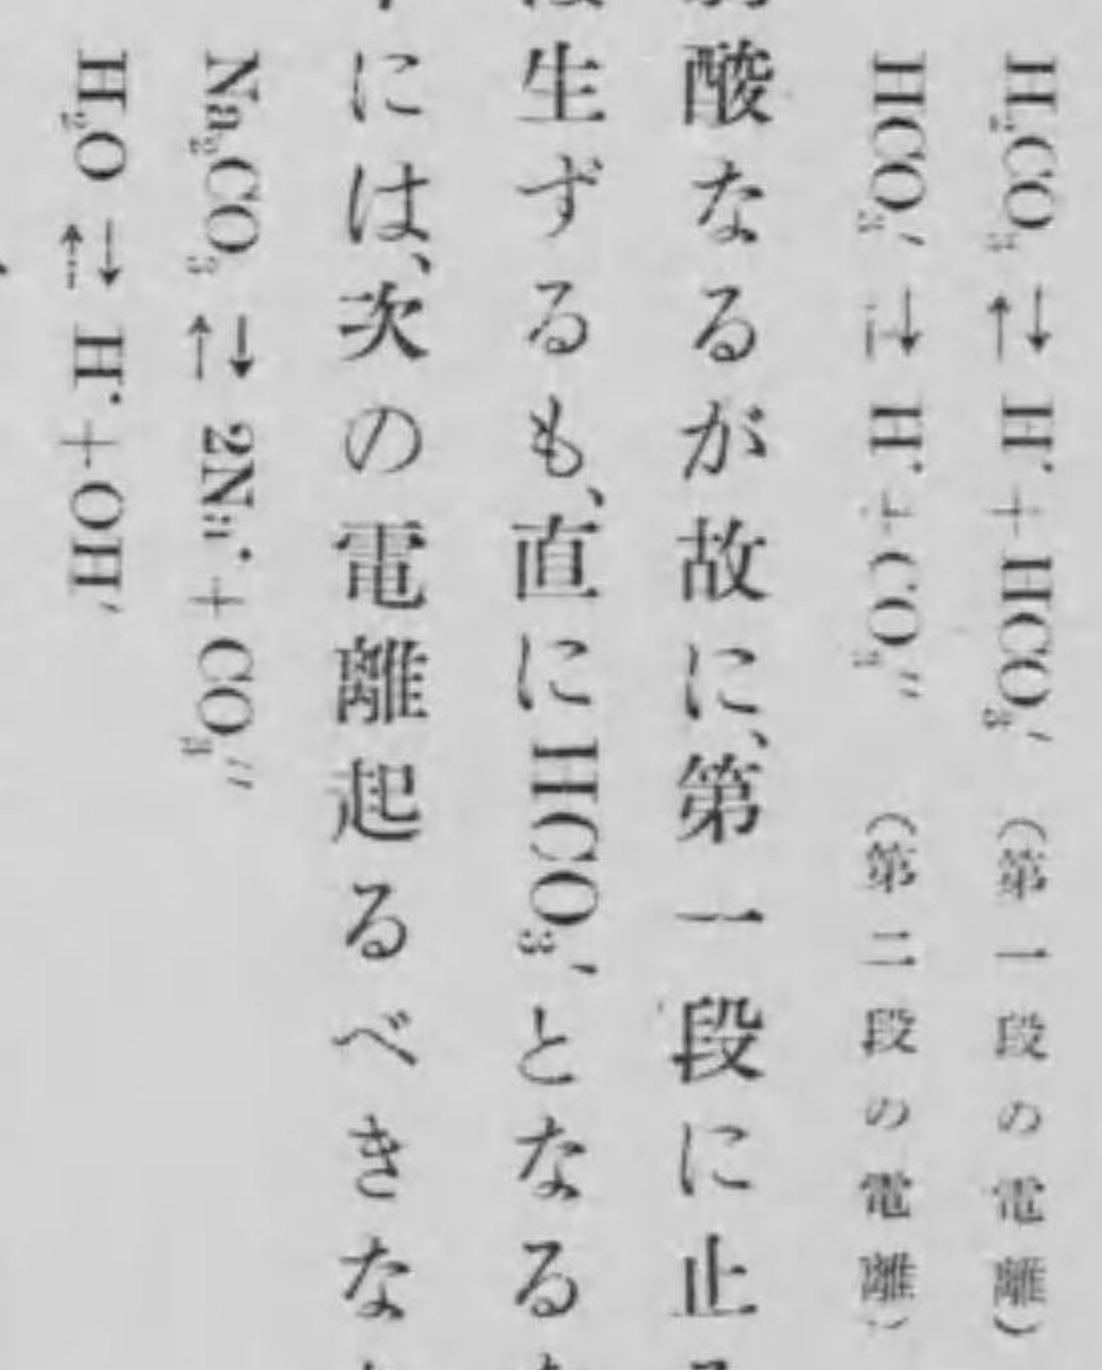 H₂CO₃ ⇄ H˙ + HCO₃′ (第一段の電離)
HCO₃′ ⇄ H˙ + CO₃″ (第二段の電離)
酸なるが故に、第一段に止
生ずるも、直にHCO₃′、となる
には、次の電離起るべきな
Na₂CO₃ ⇄ 2Na˙ + CO₃″
H₂O ⇄ H˙ + OH′